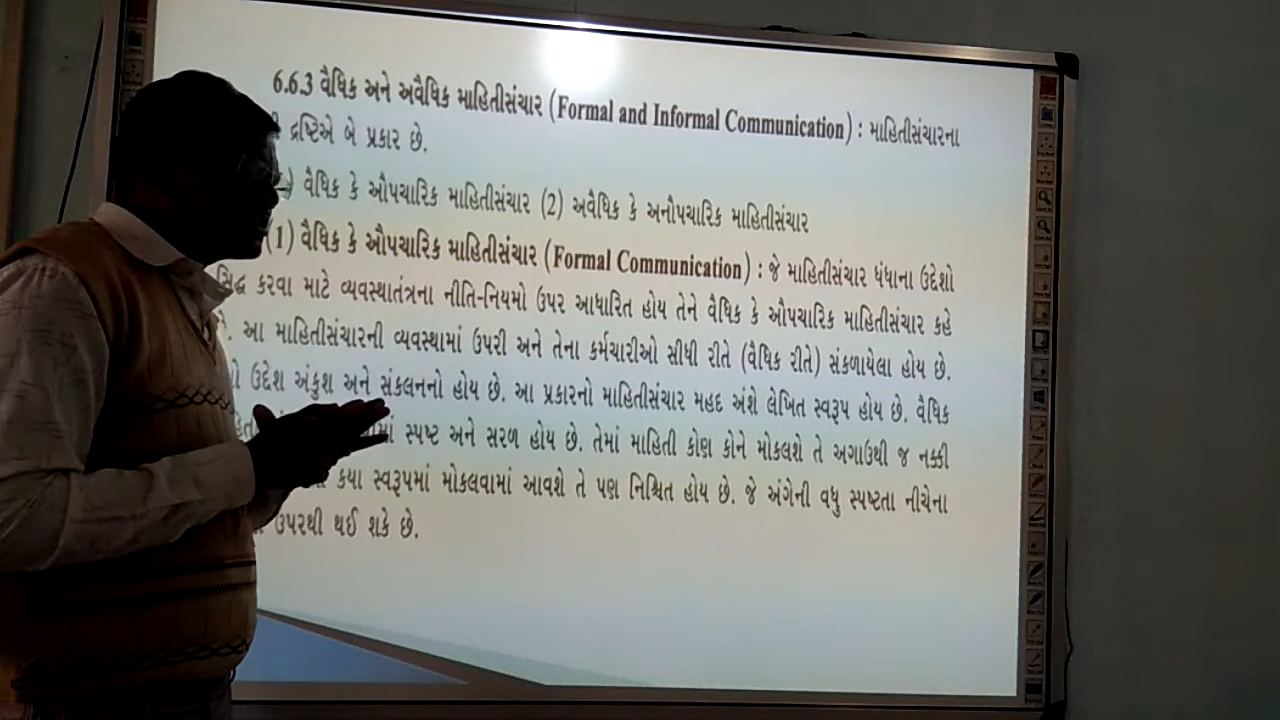 6.6.3 વૈધિક અને અવૈધિક માહિતીસંચાર (Formal and Informal Communication) : માહિતીસંચારના
દ્રષ્ટિએ બે પ્રકાર છે.
) વૈધિક કે ઔપચારિક માહિતીસંચાર (2) અવૈધિક કે અનૌપચારિક માહિતીસંચાર
(1) વૈધિક કે ઔપચારિક માહિતીસંચાર (Formal Communication) : જે માહિતીસંચાર ધંધાના ઉદેશો
સિદ્ધ કરવા માટે વ્યવસ્થાતંત્રના નીતિ-નિયમો ઉપર આધારિત હોય તેને વૈધિક કે ઔપચારિક માહિતીસંચાર કહે
. આ માહિતીસંચારની વ્યવસ્થામાં ઉપરી અને તેના કર્મચારીઓ સીધી રીતે (વૈધિક રીતે) સંકળાયેલા હોય છે.
ઉદેશ અંકુશ અને સંકલનનો હોય છે. આ પ્રકારનો માહિતીસંચાર મહદ અંશે લેખિત સ્વરૂપ હોય છે. વૈધિક
સ્પષ્ટ અને સરળ હોય છે. તેમાં માહિતી કોણ કોને મોકલશે તે અગાઉથી જ નક્કી
કયા સ્વરૂપમાં મોકલવામાં આવશે તે પણ નિશ્ચિત હોય છે. જે અંગેની વધુ સ્પષ્ટતા નીચેના
ઉપરથી થઈ શકે છે.